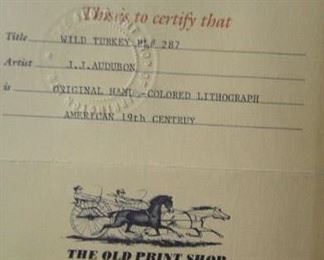 This is to certify that
Title WILD TURKEY PL# 287
Artist J.J.AUDUBON
is ORIGINAL HAND-COLORED LITHOGRAPH
AMERICAN 19th CENTRUY
THE OLD PRINT SHOP